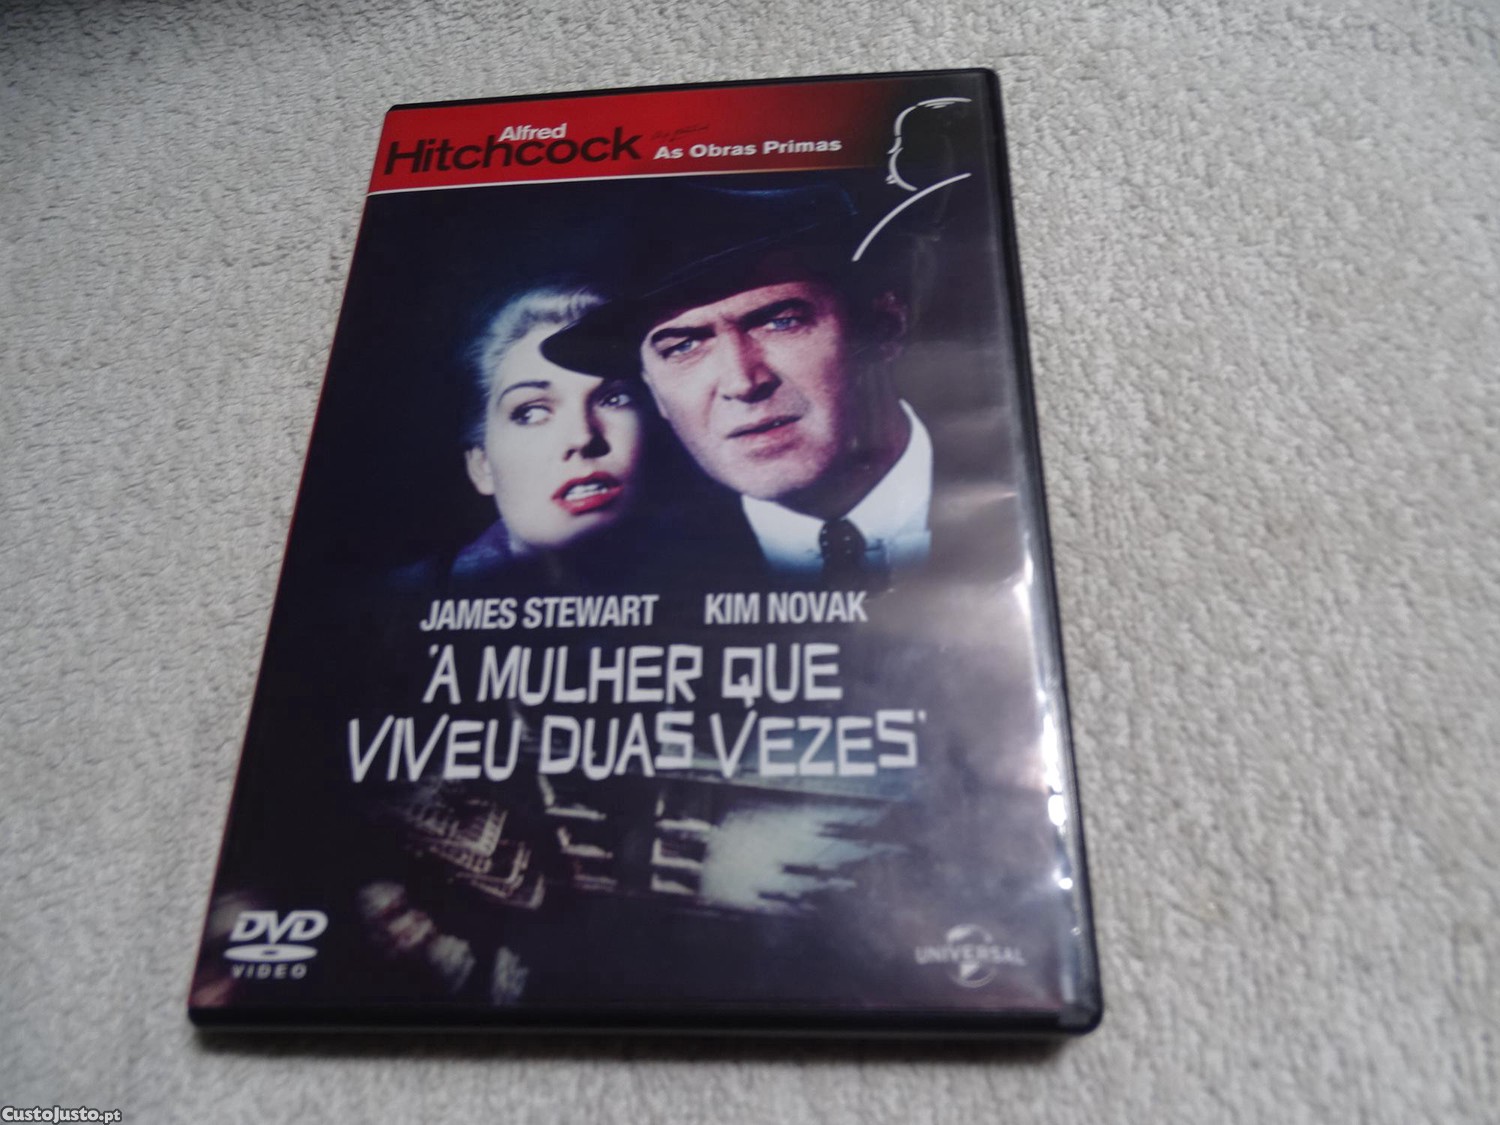 Alfred
Hitchcock
As Obras Primas
JAMES STEWART KIM NOVAK
'A MULHER QUE
VIVEU DUAS VEZES'
DVD
VIDEO
UNIVERSAL
CustoJusto.pt